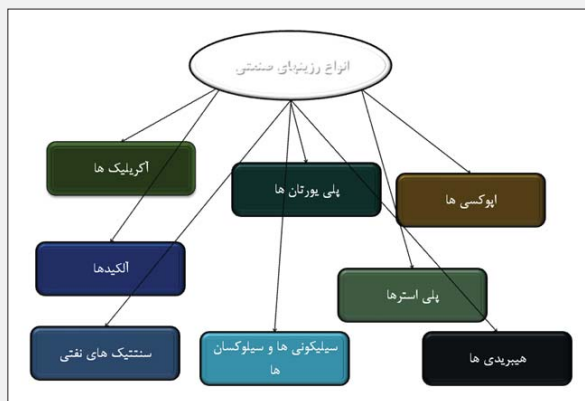 انواع رزینهای صنعتی
آکریلیک ها
پلی یورتان ها
اپوکسی ها
آلکیدها
پلی استرها
سنتتیک های نفتی
سیلیکونی ها و سیلوکسان
ها
هیبریدی ها